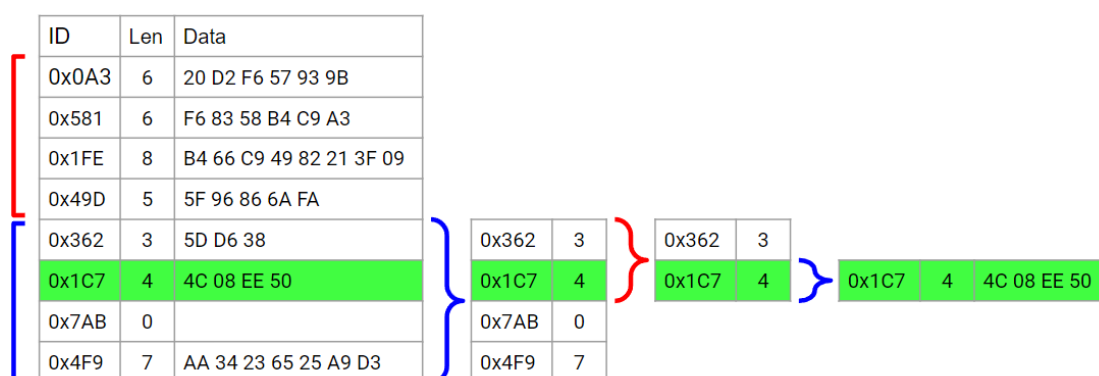 ID Len Data
0x0A3 6 20 D2 F6 57 93 9B
0x581 6 F6 83 58 B4 C9 A3
0x1FE 8 B4 66 C9 49 82 21 3F 09
0x49D 5 5F 96 86 6A FA
0x362 3 5D D6 38 0x362 3 0x362 3
0x1C7 4 4C 08 EE 50 0x1C7 4 0x1C7 4 0x1C7 4 4C 08 EE 50
0x7AB 0 0x7AB 0
0x4F9 7 AA 34 23 65 25 A9 D3 0x4F9 7